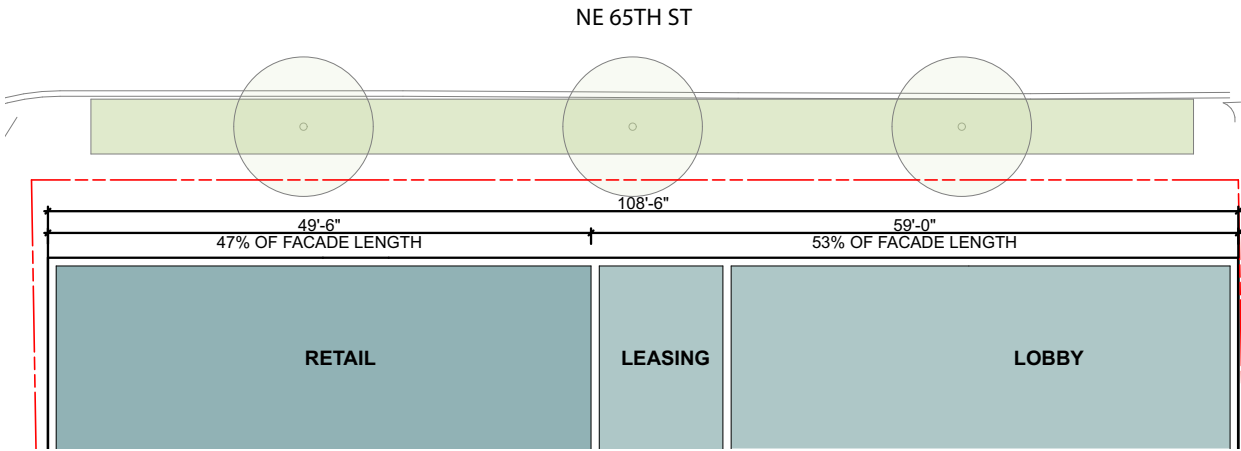 NE 65TH ST
108'-6"
49'-6"
59'-0"
47% OF FACADE LENGTH
53% OF FACADE LENGTH
RETAIL
LEASING
LOBBY